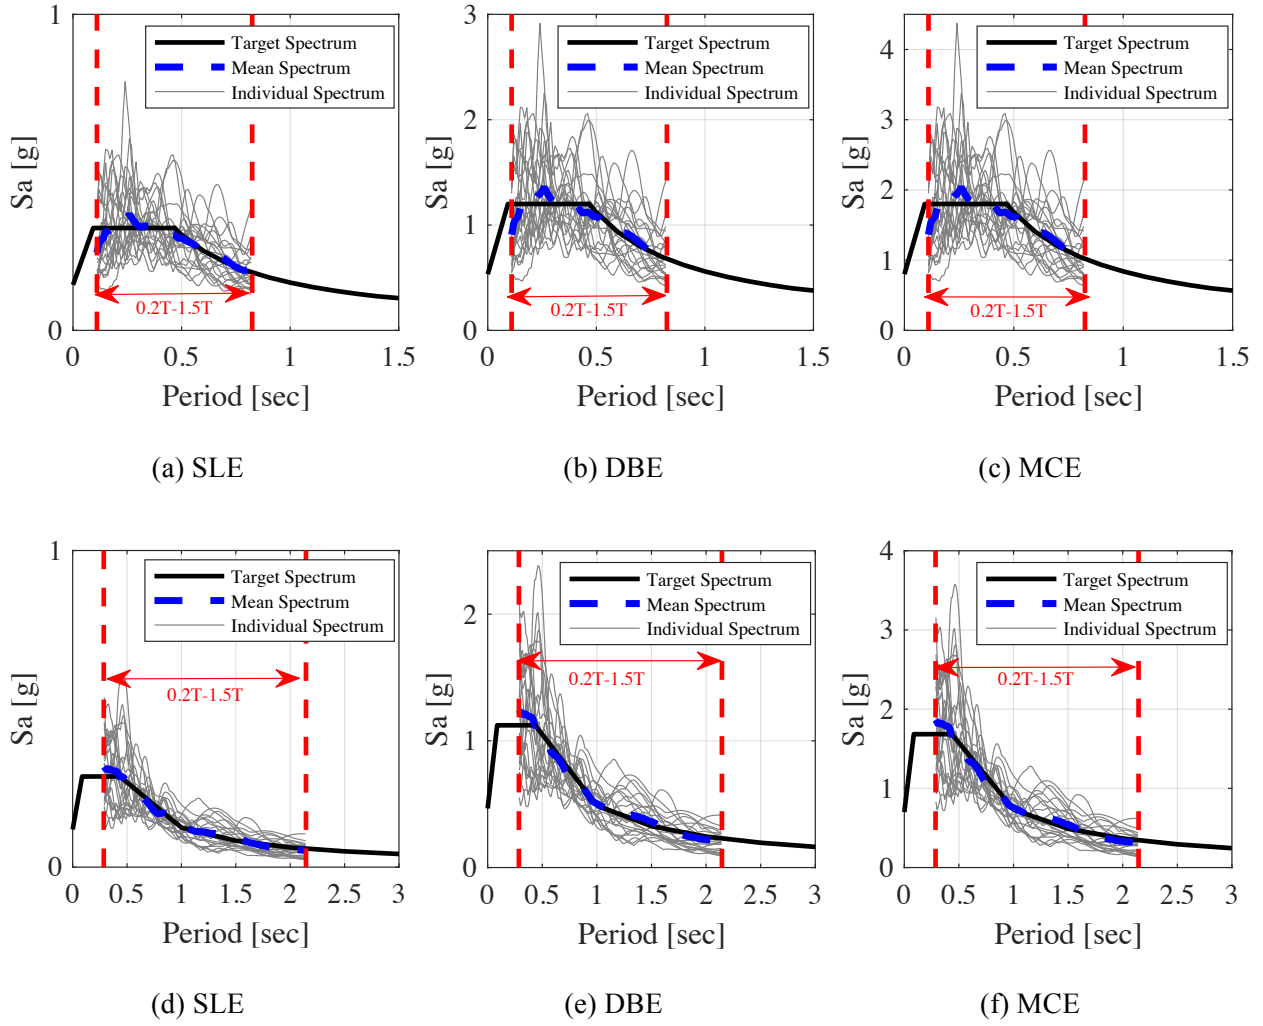 1
Target Spectrum
Mean Spectrum
Individual Spectrum
Sa [g]
0.2T-1.5T
0
0 0.5 1 1.5
Period [sec]
(a) SLE
3
Target Spectrum
Mean Spectrum
Individual Spectrum
2
Sa [g]
1
0.2T-1.5T
0
0 0.5 1 1.5
Period [sec]
(b) DBE
4
Target Spectrum
Mean Spectrum
Individual Spectrum
3
Sa [g]
2
1
0.2T-1.5T
0
0 0.5 1 1.5
Period [sec]
(c) MCE
1
Target Spectrum
Mean Spectrum
Individual Spectrum
Sa [g]
0.2T-1.5T
0
0 0.5 1 1.5 2 2.5 3
Period [sec]
(d) SLE
Target Spectrum
2
Mean Spectrum
Individual Spectrum
Sa [g]
0.2T-1.5T
1
0
0 0.5 1 1.5 2 2.5 3
Period [sec]
(e) DBE
4
Target Spectrum
Mean Spectrum
3
Individual Spectrum
Sa [g]
0.2T-1.5T
2
1
0
0 0.5 1 1.5 2 2.5 3
Period [sec]
(f) MCE